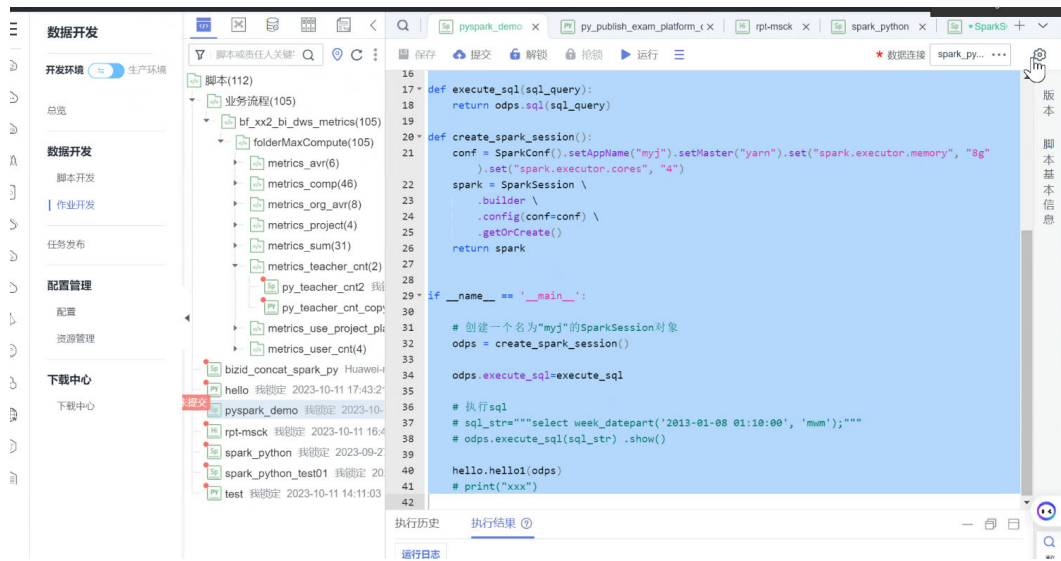 数据开发
开发环境
生产环境
总览
数据开发
脚本开发
作业开发
任务发布
配置管理
配置
资源管理
下载中心
下载中心
脚本或责任人关键
脚本(112)
业务流程(105)
bf_xx2_bi_dws_metrics(105)
folderMaxCompute(105)
metrics_avr(6)
metrics_comp(46)
metrics_org_avr(8)
metrics_project(4)
metrics_sum(31)
metrics_teacher_cnt(2)
py_teacher_cnt2
py_teacher_cnt_copy
metrics_use_project_pla
metrics_user_cnt(4)
bizid_concat_spark_py Huawei-r
hello 我锁定 2023-10-11 17:43:2
pyspark_demo 我锁定 2023-10-
rpt-msck 我锁定 2023-10-11 16:4
spark_python 我锁定 2023-09-2
spark_python_test01 我锁定 20
test 我锁定 2023-10-11 14:11:03
提交
pyspark_demo × py_publish_exam_platform_c × rpt-msck × spark_python × SparkS
保存 提交 解锁 抢锁 运行
* 数据连接 spark_py... ···
16
17 def execute_sql(sql_query):
18 return odps.sql(sql_query)
19
20 def create_spark_session():
21 conf = SparkConf().setAppName("myj").setMaster("yarn").set("spark.executor.memory", "8g"
).set("spark.executor.cores", "4")
22 spark = SparkSession \
23 .builder \
24 .config(conf=conf) \
25 .getOrCreate()
26 return spark
27
28
29 if __name__ == '__main__':
30
31 # 创建一个名为"myj"的SparkSession对象
32 odps = create_spark_session()
33
34 odps.execute_sql=execute_sql
35
36 # 执行sql
37 # sql_str="""select week_datepart('2013-01-08 01:10:00', 'mwm');"""
38 # odps.execute_sql(sql_str) .show()
39
40 hello.hello1(odps)
41 # print("xxx")
42
执行历史 执行结果
运行日志
版本
脚本基本信息